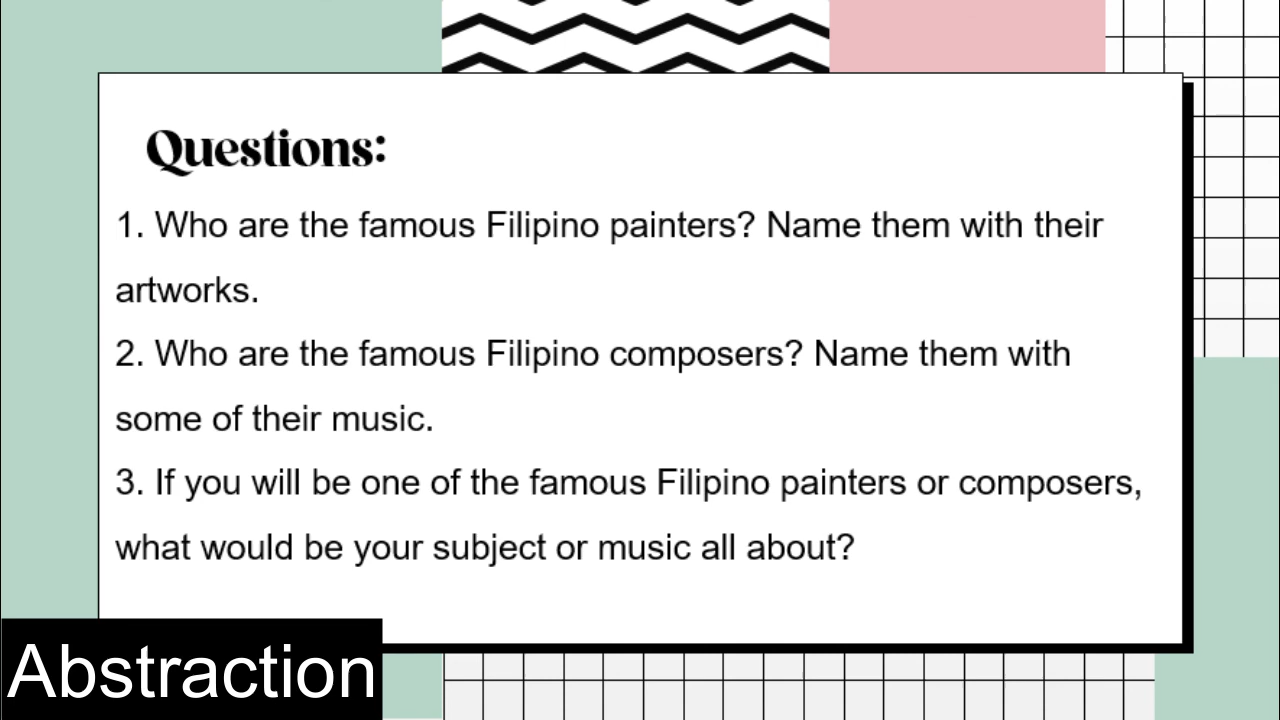 Questions:
1. Who are the famous Filipino painters? Name them with their
artworks.
2. Who are the famous Filipino composers? Name them with
some of their music.
3. If you will be one of the famous Filipino painters or composers,
what would be your subject or music all about?
Abstraction